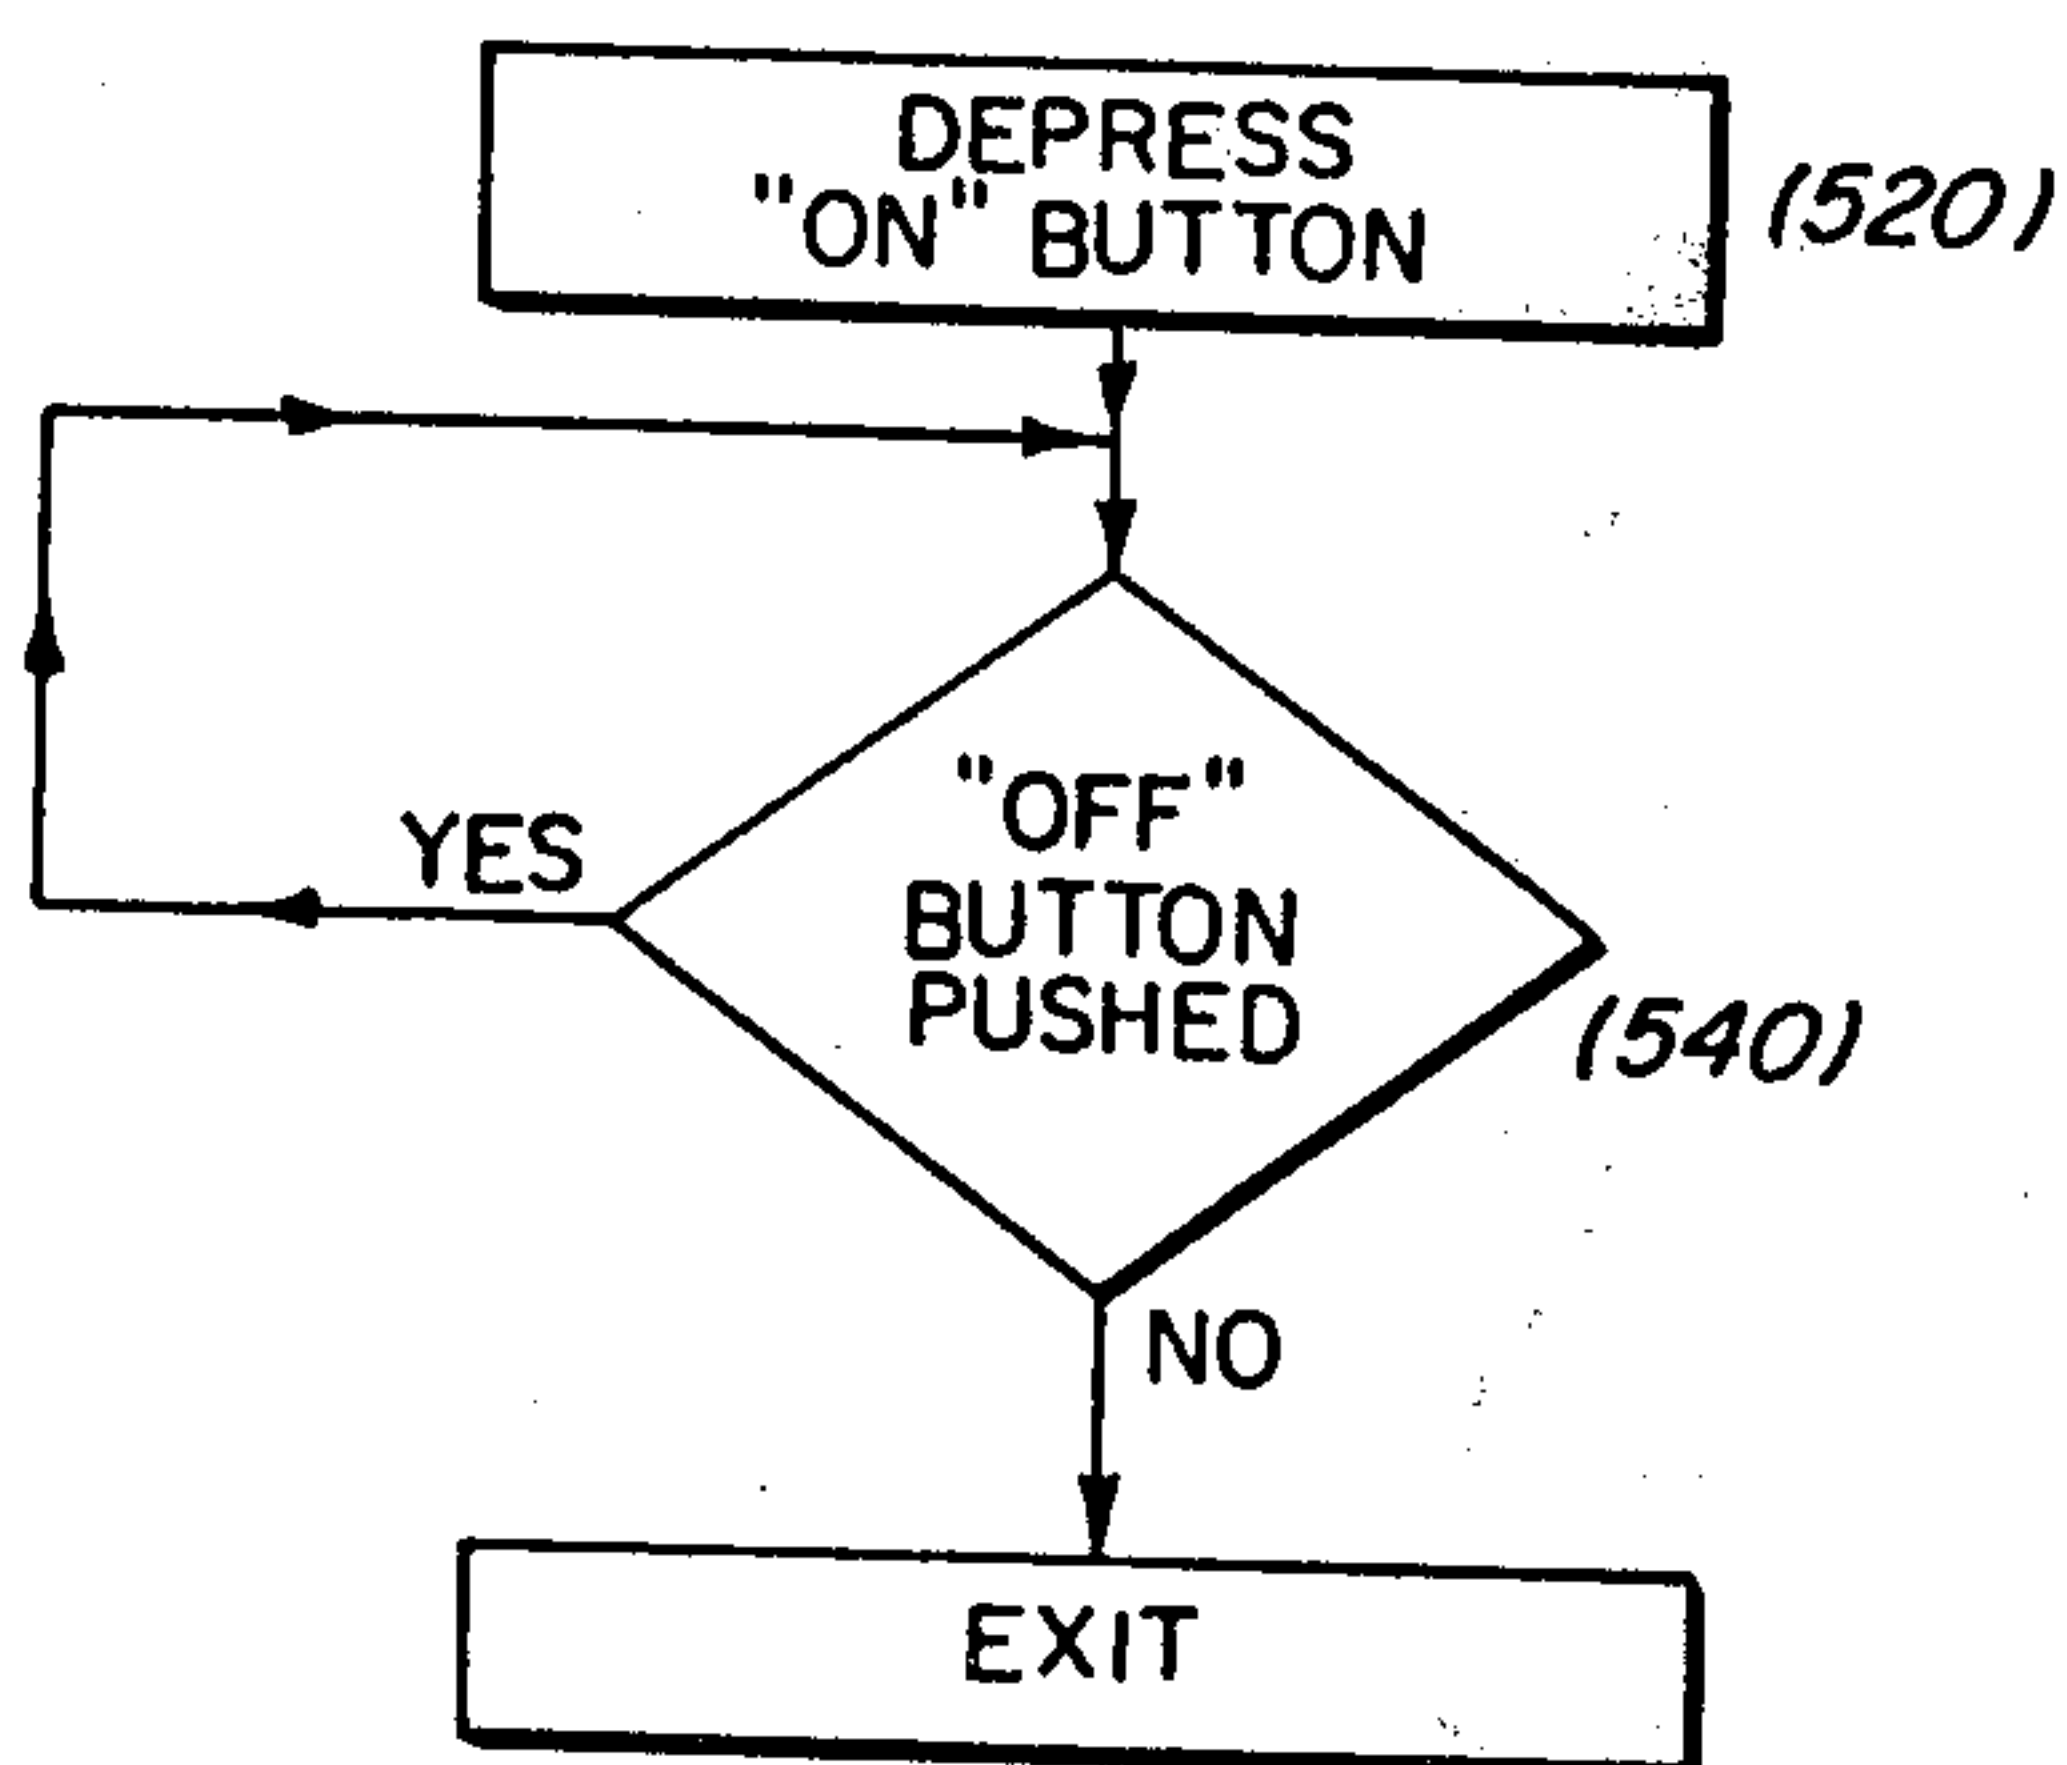 DEPRESS
"ON" BUTTON
(520)
YES
"OFF"
BUTTON
PUSHED
(540)
NO
EXIT